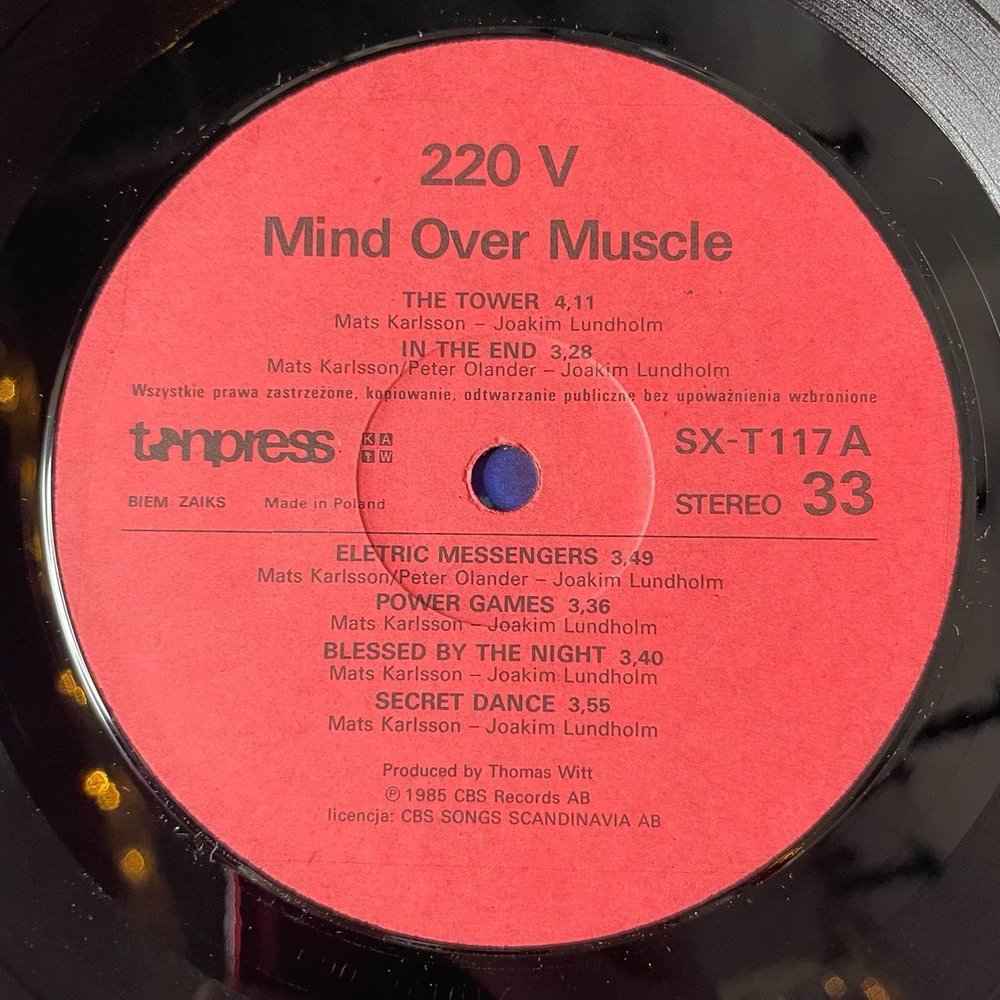 220 V
Mind Over Muscle
THE TOWER 4,11
Mats Karlsson – Joakim Lundholm
IN THE END 3,28
Mats Karlsson/Peter Olander – Joakim Lundholm
Wszystkie prawa zastrzeżone, kopiowanie, odtwarzanie publiczne bez upoważnienia wzbronione
tonpress KAW
SX-T117A
BIEM ZAIKS Made in Poland
STEREO 33
ELETRIC MESSENGERS 3,49
Mats Karlsson/Peter Olander – Joakim Lundholm
POWER GAMES 3,36
Mats Karlsson – Joakim Lundholm
BLESSED BY THE NIGHT 3,40
Mats Karlsson – Joakim Lundholm
SECRET DANCE 3,55
Mats Karlsson – Joakim Lundholm
Produced by Thomas Witt
℗ 1985 CBS Records AB
licencja: CBS SONGS SCANDINAVIA AB